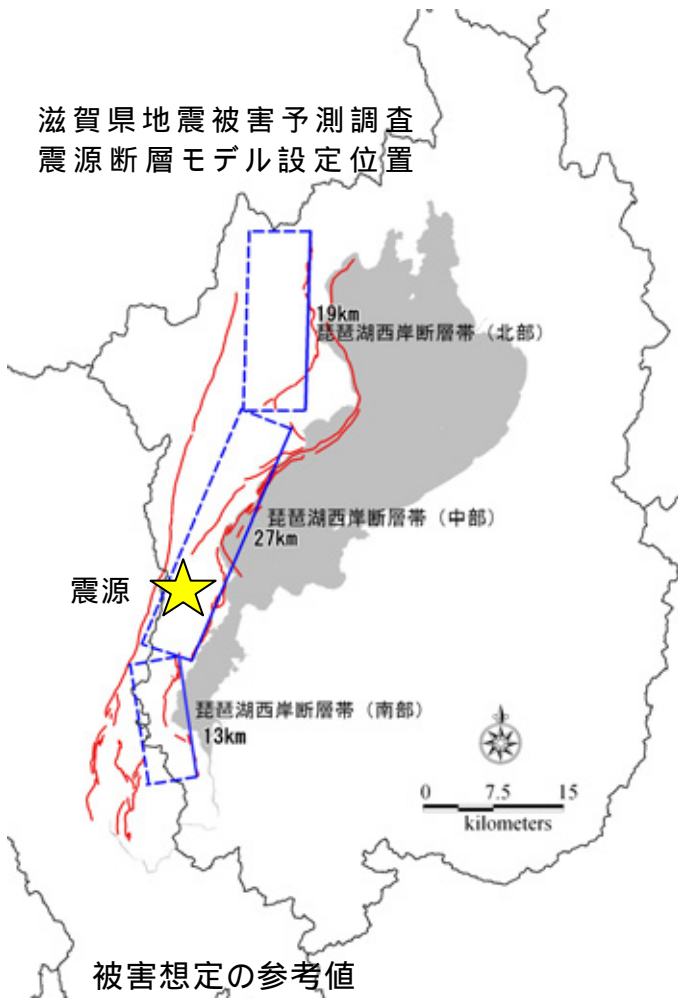 滋賀県地震被害予測調査
震源断層モデル設定位置
19km
琵琶湖西岸断層帯（北部）
琵琶湖西岸断層帯（中部）
27km
震源
琵琶湖西岸断層帯（南部）
13km
0 7.5 15
kilometers
被害想定の参考値